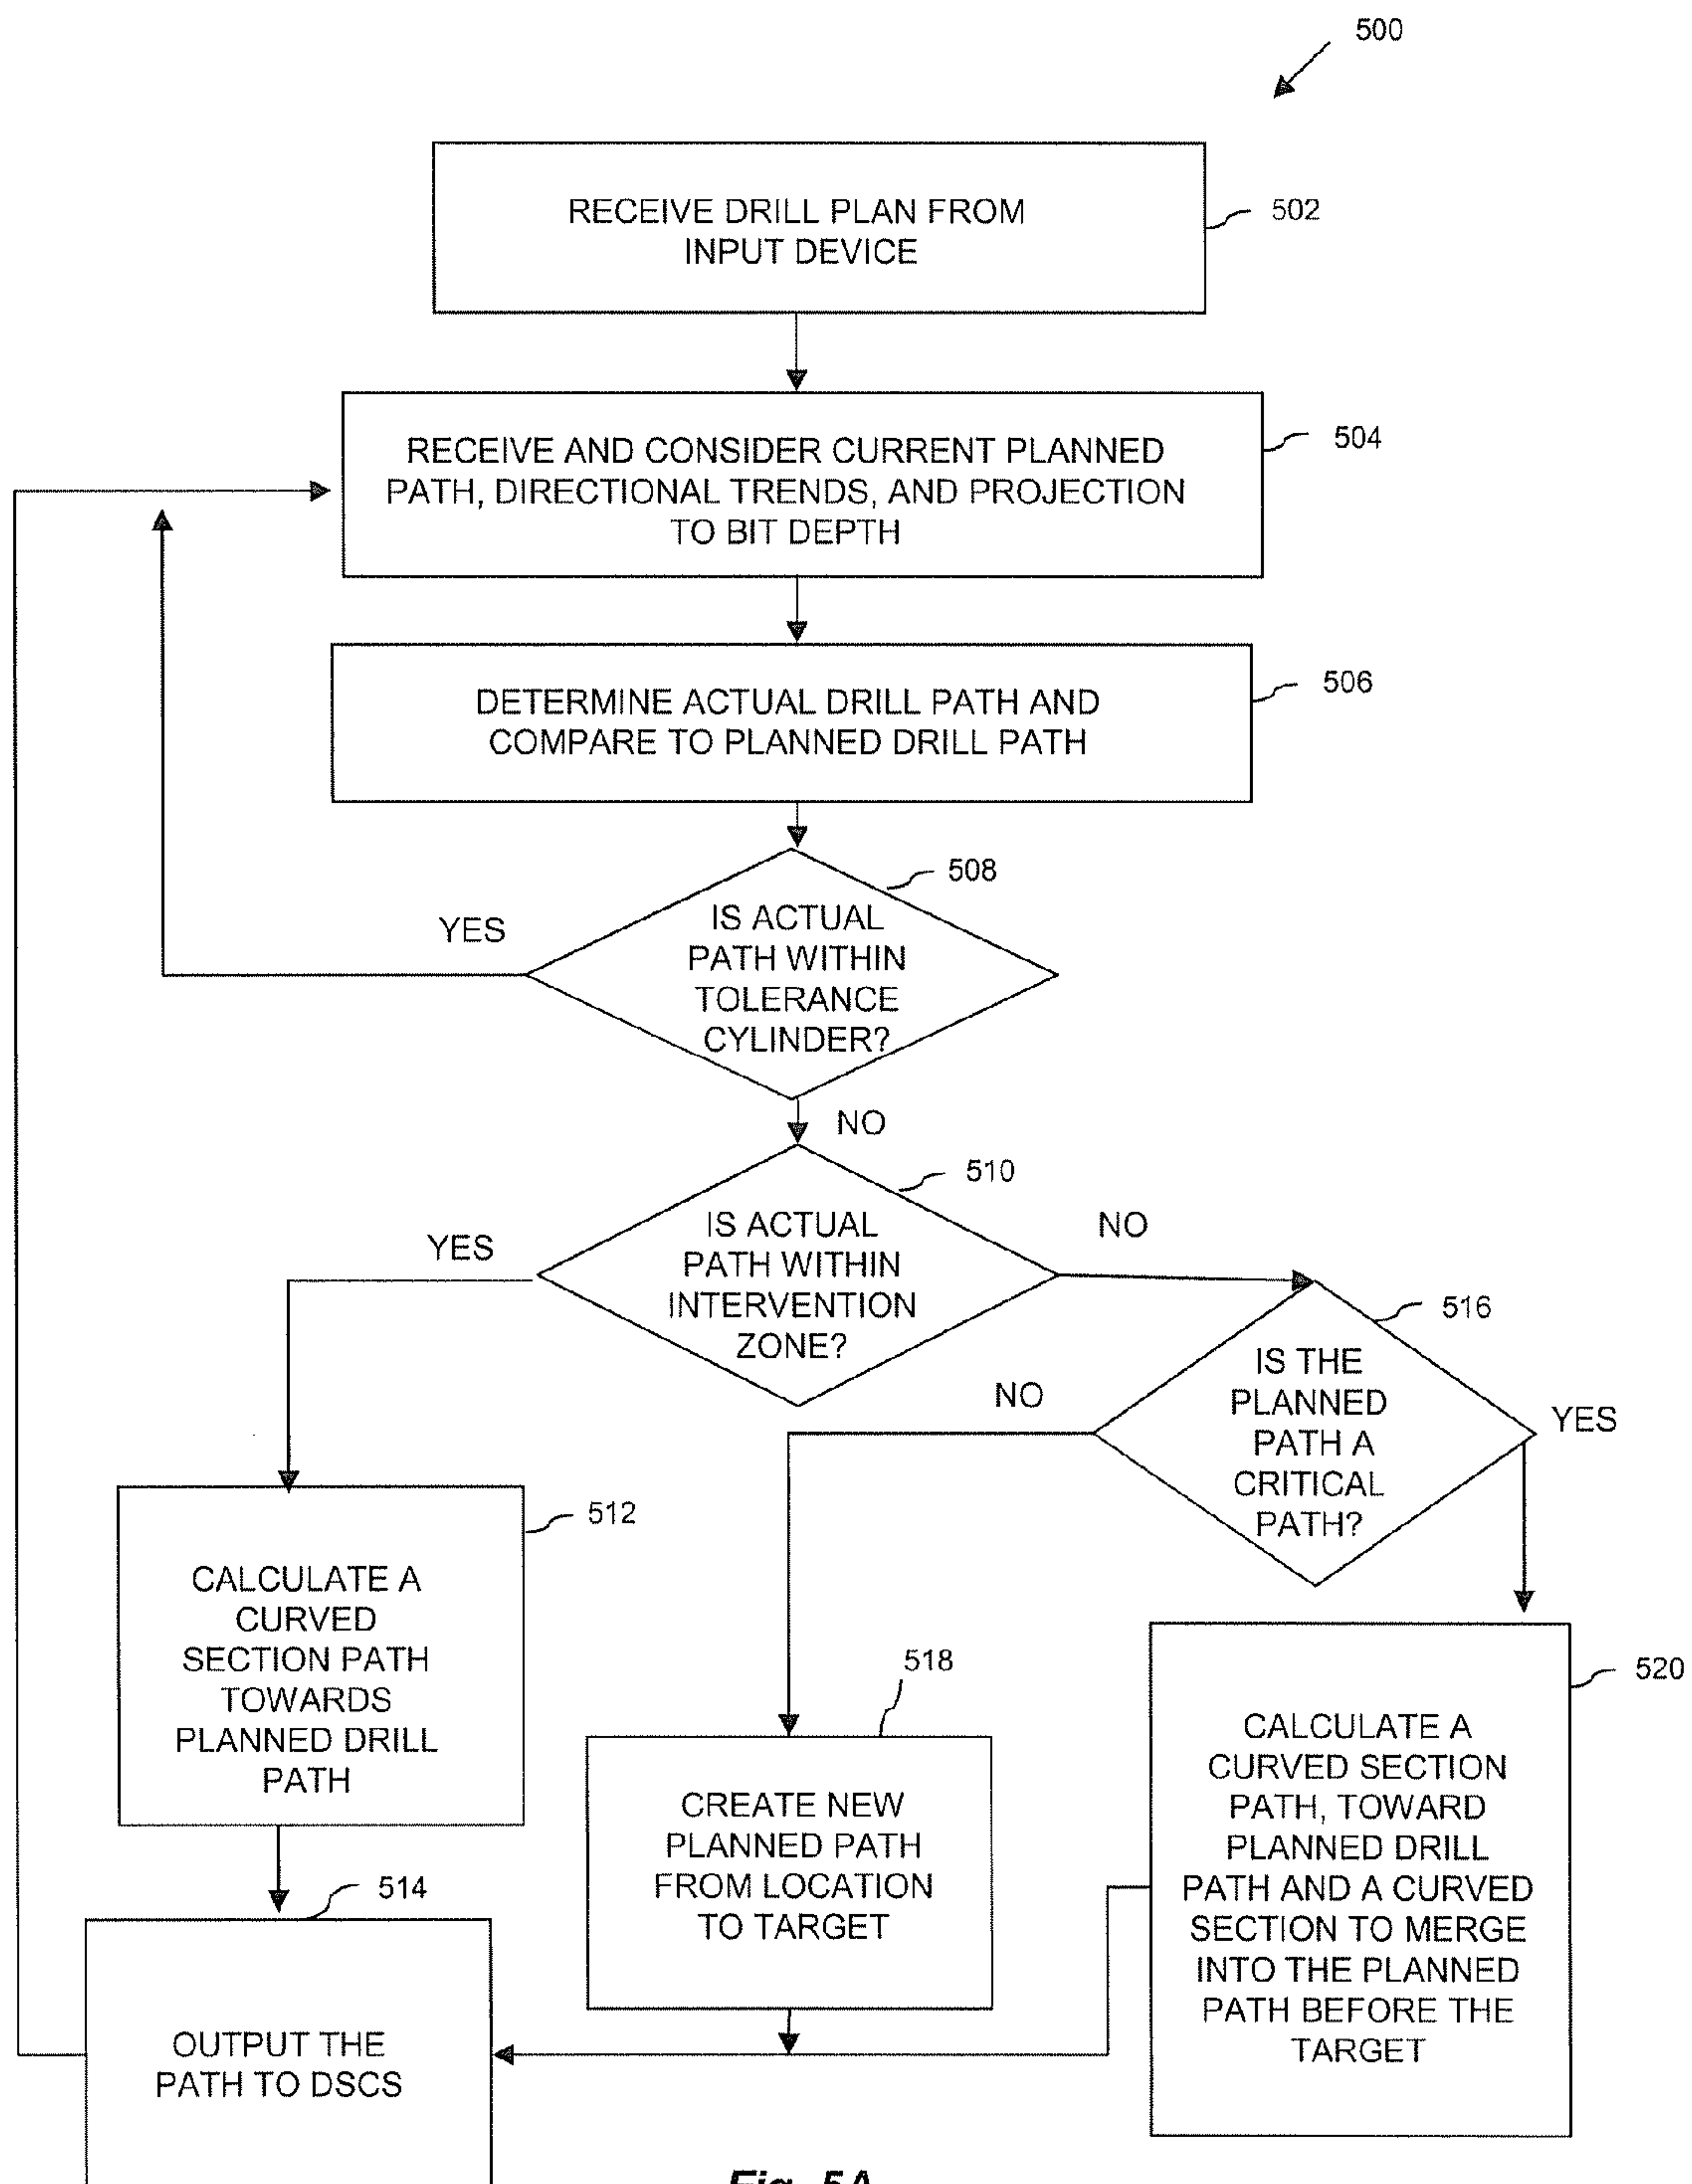 500
RECEIVE DRILL PLAN FROM
INPUT DEVICE
502
RECEIVE AND CONSIDER CURRENT PLANNED
PATH, DIRECTIONAL TRENDS, AND PROJECTION
TO BIT DEPTH
504
DETERMINE ACTUAL DRILL PATH AND
COMPARE TO PLANNED DRILL PATH
506
508
YES
IS ACTUAL
PATH WITHIN
TOLERANCE
CYLINDER?
NO
510
YES
IS ACTUAL
PATH WITHIN
INTERVENTION
ZONE?
NO
516
NO
IS THE
PLANNED
PATH A
CRITICAL
PATH?
YES
512
CALCULATE A
CURVED
SECTION PATH
TOWARDS
PLANNED DRILL
PATH
518
CREATE NEW
PLANNED PATH
FROM LOCATION
TO TARGET
520
CALCULATE A
CURVED SECTION
PATH, TOWARD
PLANNED DRILL
PATH AND A CURVED
SECTION TO MERGE
INTO THE PLANNED
PATH BEFORE THE
TARGET
514
OUTPUT THE
PATH TO DSCS
Fig. 5A